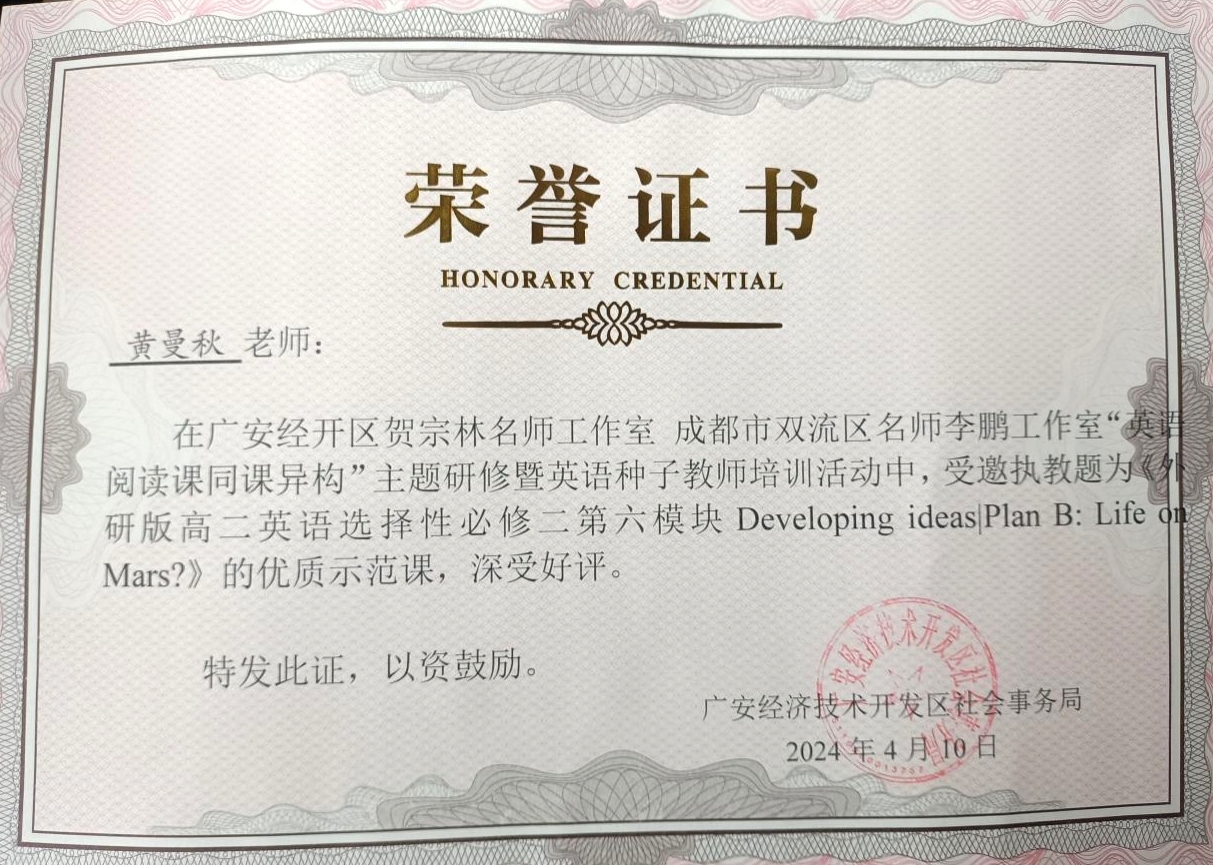 荣誉证书
HONORARY CREDENTIAL
黄曼秋 老师：
在广安经开区贺宗林名师工作室 成都市双流区名师李鹏工作室“英语
阅读课同课异构”主题研修暨英语种子教师培训活动中，受邀执教题为《外
研版高二英语选择性必修二第六模块 Developing ideas|Plan B: Life on
Mars?》的优质示范课，深受好评。
特发此证，以资鼓励。
广安经济技术开发区社会事务局
2024 年 4 月 10 日